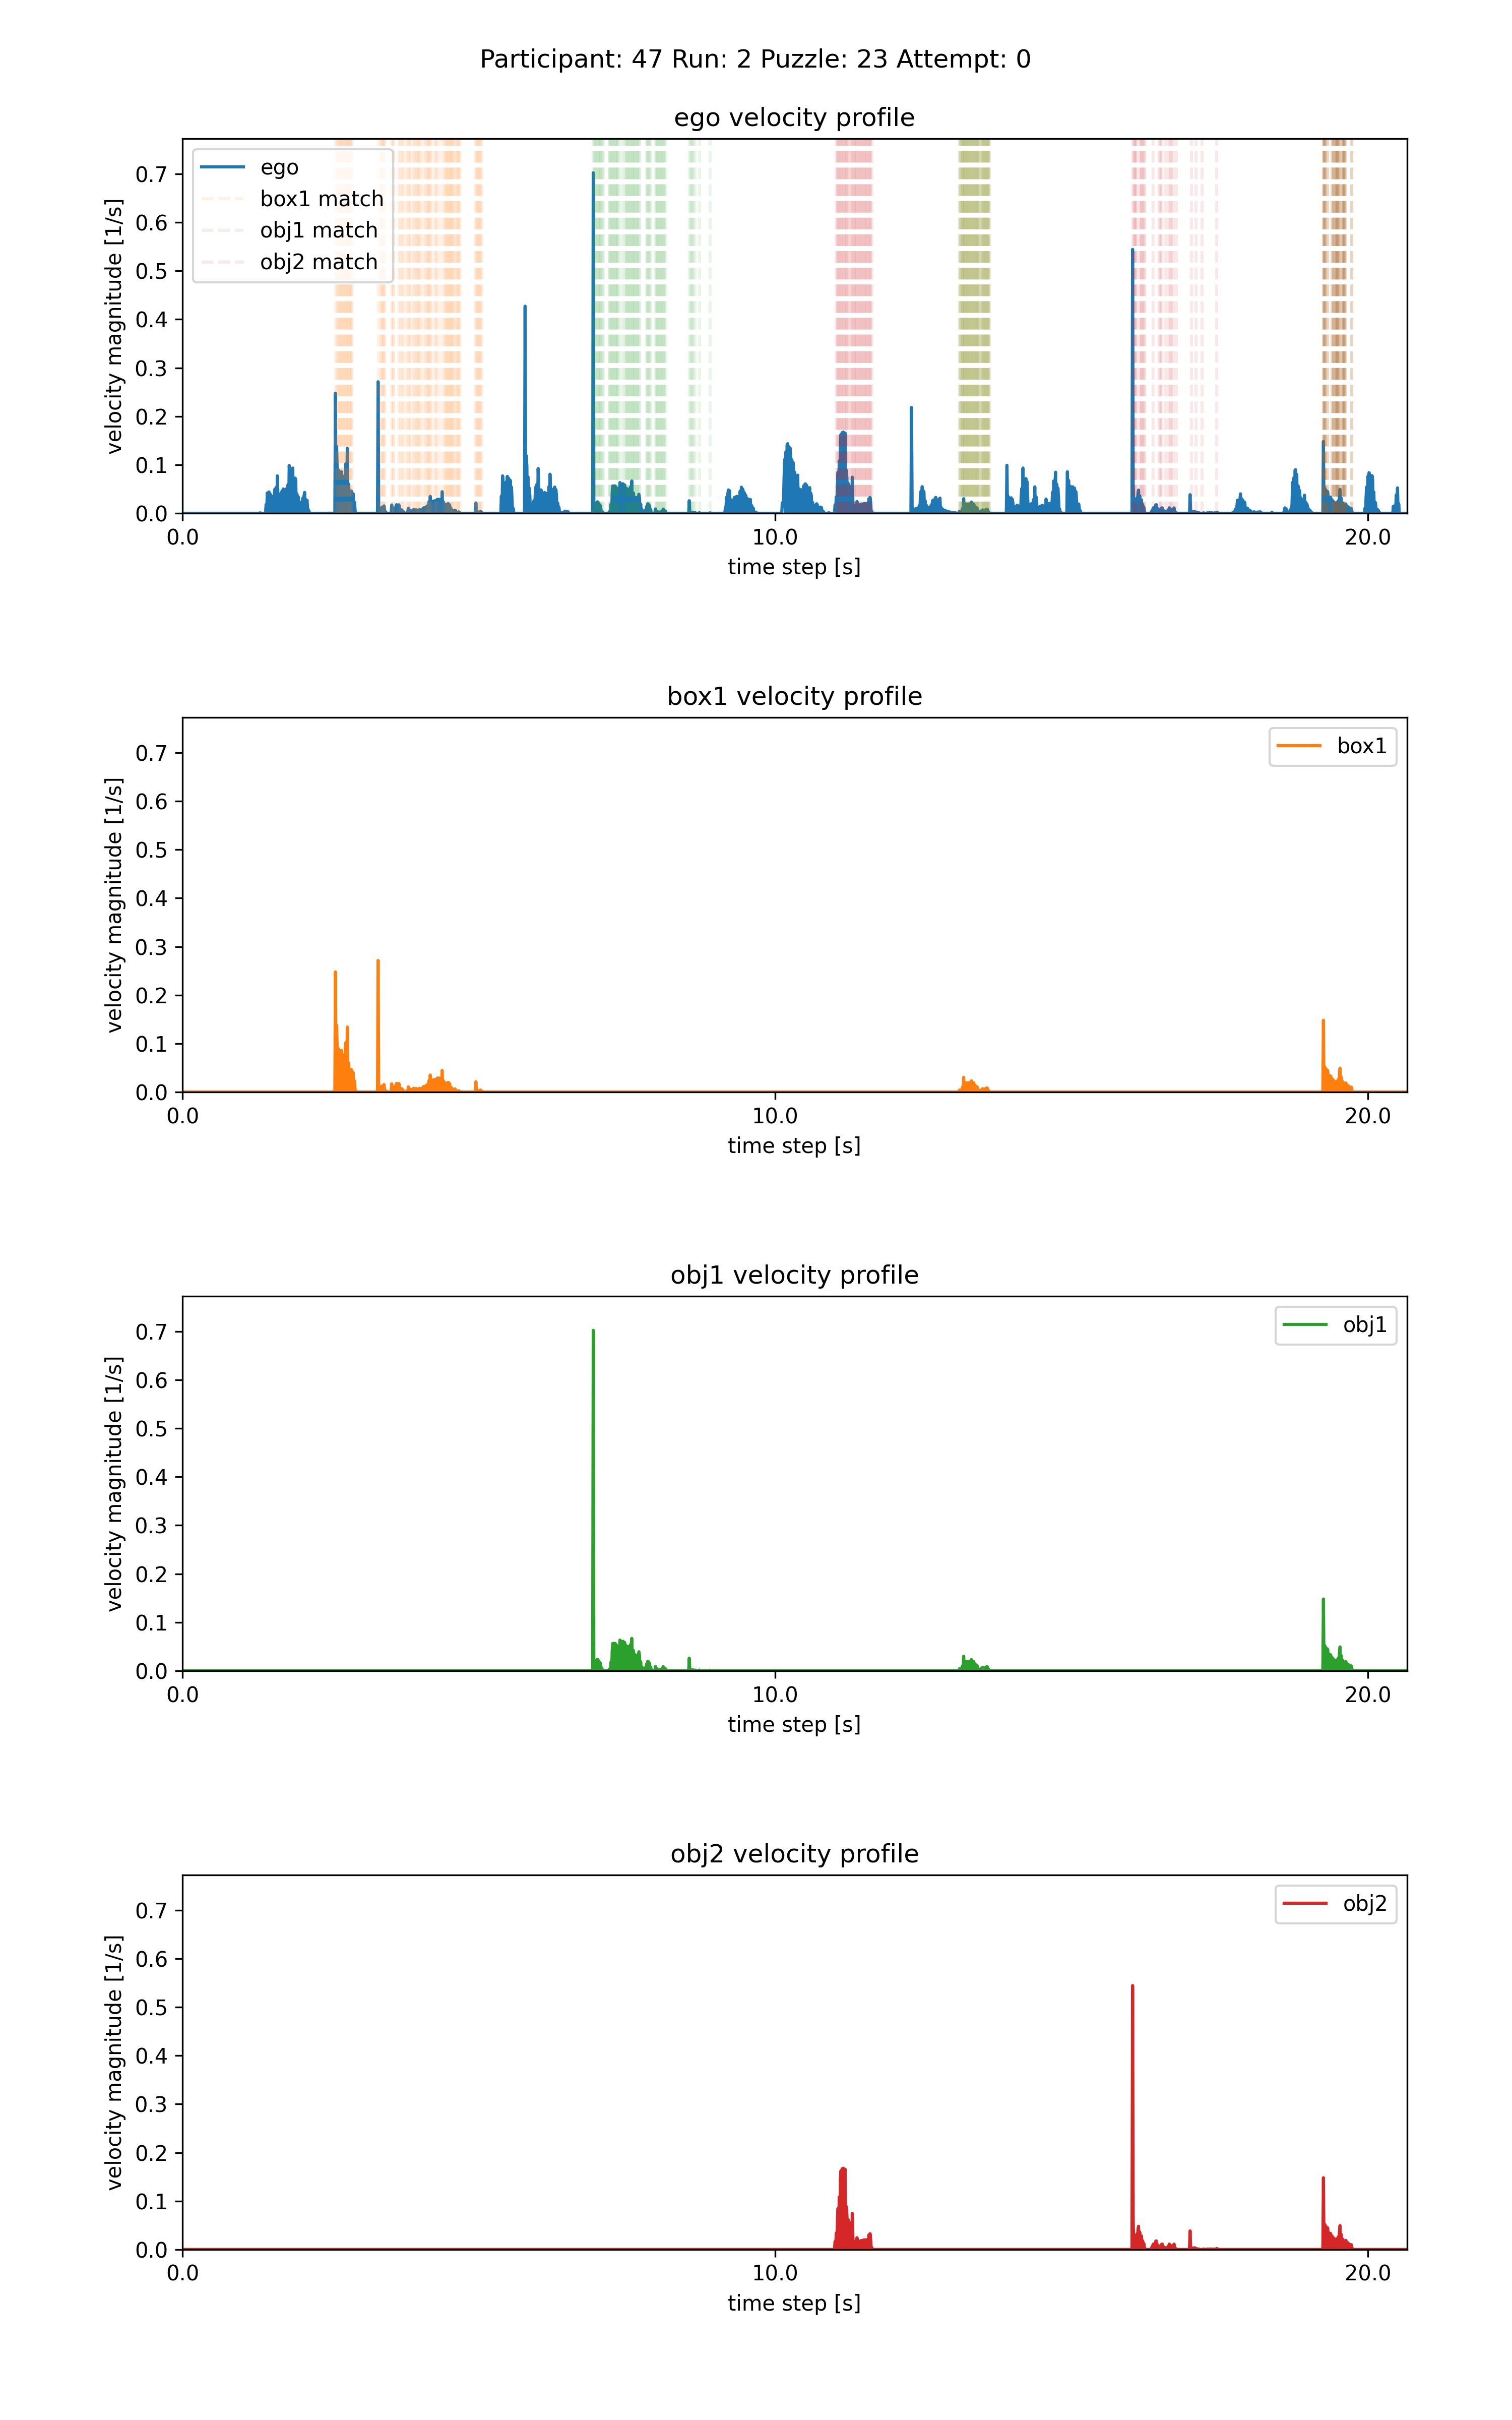 Participant: 47 Run: 2 Puzzle: 23 Attempt: 0
ego velocity profile
velocity magnitude [1/s]
0.7
0.6
0.5
0.4
0.3
0.2
0.1
0.0
ego
box1 match
obj1 match
obj2 match
0.0 10.0 20.0
time step [s]
box1 velocity profile
velocity magnitude [1/s]
0.7
0.6
0.5
0.4
0.3
0.2
0.1
0.0
box1
0.0 10.0 20.0
time step [s]
obj1 velocity profile
velocity magnitude [1/s]
0.7
0.6
0.5
0.4
0.3
0.2
0.1
0.0
obj1
0.0 10.0 20.0
time step [s]
obj2 velocity profile
velocity magnitude [1/s]
0.7
0.6
0.5
0.4
0.3
0.2
0.1
0.0
obj2
0.0 10.0 20.0
time step [s]